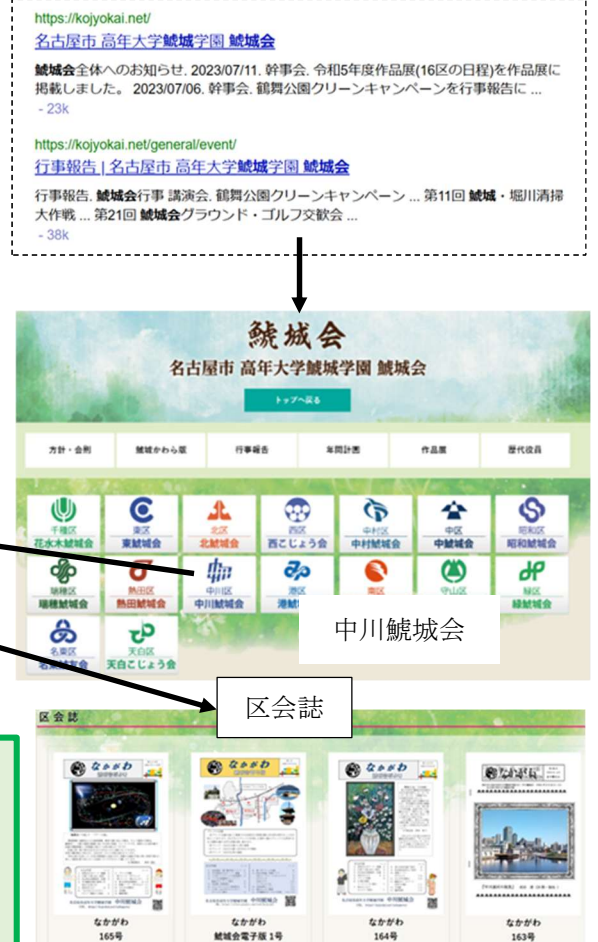 https://kojyokai.net/
名古屋市 高年大学鯱城学園 鯱城会
鯱城会全体へのお知らせ. 2023/07/11. 幹事会. 令和5年度作品展(16区の日程)を作品展に
掲載しました。 2023/07/06. 幹事会. 鶴舞公園クリーンキャンペーンを行事報告に ...
- 23k
https://kojyokai.net/general/event/
行事報告 | 名古屋市 高年大学鯱城学園 鯱城会
行事報告. 鯱城会行事 講演会. 鶴舞公園クリーンキャンペーン ... 第11回 鯱城・堀川清掃
大作戦 ... 第21回 鯱城会グラウンド・ゴルフ交歓会 ...
- 38k
鯱城会
名古屋市 高年大学鯱城学園 鯱城会
トップへ戻る
方針・会則 鯱城かわら版 行事報告 年間計画 作品展 歴代役員
千種区 東区 北区 西区 中村区 中区 昭和区
花水木鯱城会 東鯱城会 北鯱城会 西こじょう会 中村鯱城会 中鯱城会 昭和鯱城会
瑞穂区 熱田区 中川区 港区 南区 守山区 緑区
瑞穂鯱城会 熱田鯱城会 中川鯱城会 緑鯱城会
中川鯱城会
名東区 天白区
天白こじょう会
区会誌
区会誌
なかがわ なかがわ なかがわ なかがわ
なかがわ なかがわ なかがわ なかがわ
165号 鯱城会電子版 1号 164号 163号